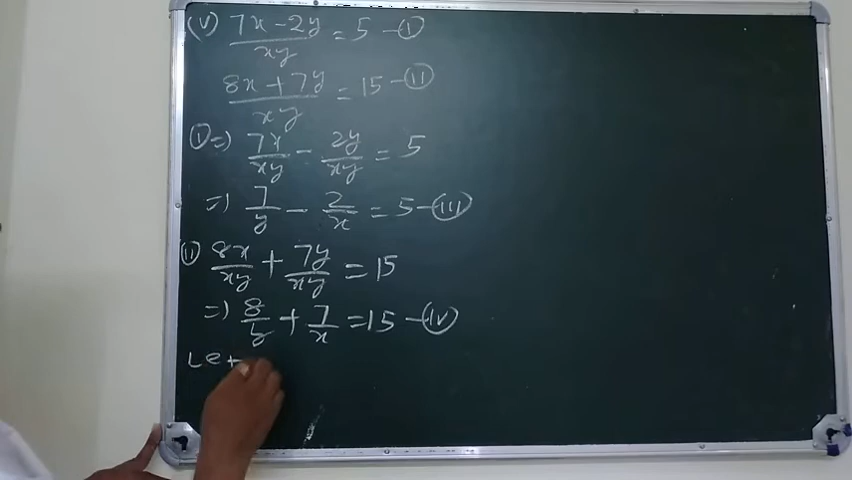 (V) 7x-2y/xy = 5 - (I)
8x+7y/xy = 15 - (II)
(I) => 7x/xy - 2y/xy = 5
=> 7/y - 2/x = 5 - (III)
(II) 8x/xy + 7y/xy = 15
=> 8/y + 7/x = 15 - (IV)
Let